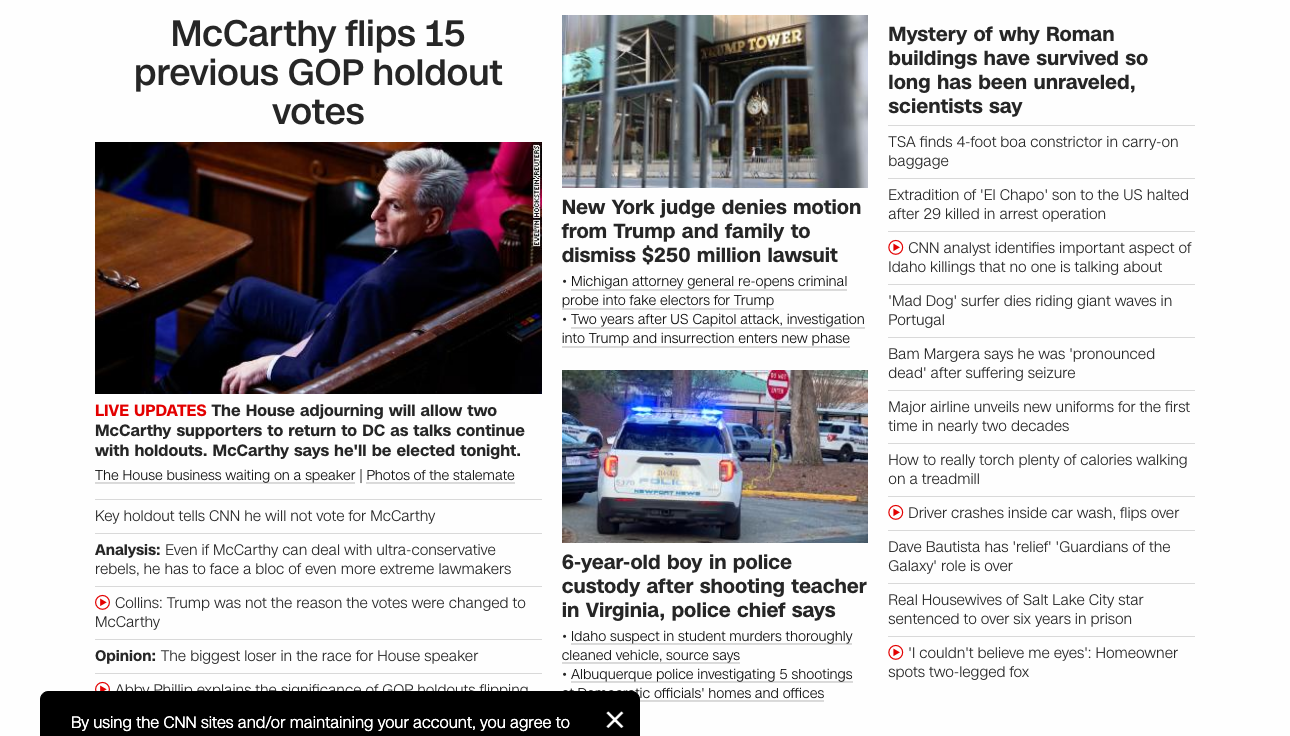 McCarthy flips 15
previous GOP holdout
votes
EVELYN HOCKSTEIN/REUTERS
LIVE UPDATES The House adjourning will allow two
McCarthy supporters to return to DC as talks continue
with holdouts. McCarthy says he'll be elected tonight.
The House business waiting on a speaker | Photos of the stalemate
Key holdout tells CNN he will not vote for McCarthy
Analysis: Even if McCarthy can deal with ultra-conservative
rebels, he has to face a bloc of even more extreme lawmakers
Collins: Trump was not the reason the votes were changed to
McCarthy
Opinion: The biggest loser in the race for House speaker
Abby Phillip explains the significance of GOP holdouts flipping
TRUMP TOWER
New York judge denies motion
from Trump and family to
dismiss $250 million lawsuit
• Michigan attorney general re-opens criminal
probe into fake electors for Trump
• Two years after US Capitol attack, investigation
into Trump and insurrection enters new phase
DO NOT
ENTER
POLICE
NEWPORT NEWS
6-year-old boy in police
custody after shooting teacher
in Virginia, police chief says
• Idaho suspect in student murders thoroughly
cleaned vehicle, source says
• Albuquerque police investigating 5 shootings
at Democratic officials' homes and offices
Mystery of why Roman
buildings have survived so
long has been unraveled,
scientists say
TSA finds 4-foot boa constrictor in carry-on
baggage
Extradition of 'El Chapo' son to the US halted
after 29 killed in arrest operation
CNN analyst identifies important aspect of
Idaho killings that no one is talking about
'Mad Dog' surfer dies riding giant waves in
Portugal
Bam Margera says he was 'pronounced
dead' after suffering seizure
Major airline unveils new uniforms for the first
time in nearly two decades
How to really torch plenty of calories walking
on a treadmill
Driver crashes inside car wash, flips over
Dave Bautista has 'relief' 'Guardians of the
Galaxy' role is over
Real Housewives of Salt Lake City star
sentenced to over six years in prison
'I couldn't believe me eyes': Homeowner
spots two-legged fox
By using the CNN sites and/or maintaining your account, you agree to